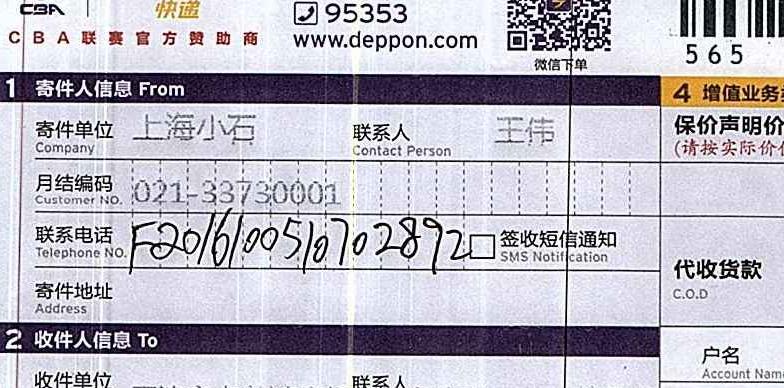 CBA 快递 95353
CBA联赛官方赞助商 www.deppon.com
微信下单
565
1 寄件人信息 From
4 增值业务
寄件单位 上海小石 联系人 王伟
Company Contact Person
保价声明价
(请按实际价
月结编码 021-33730001
Customer NO.
联系电话 F2016100510702892 签收短信通知
Telephone NO. SMS Notification
代收货款
C.O.D
寄件地址
Address
2 收件人信息 To
户名
Account Name
收件单位 联系人